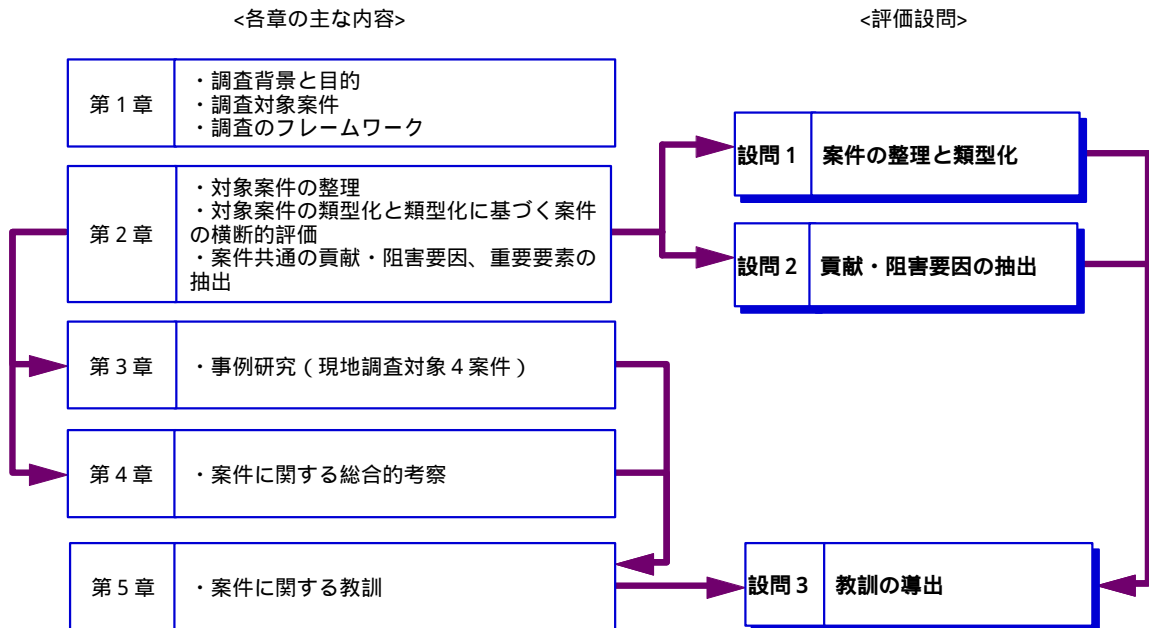 <各章の主な内容>
<評価設問>
第1章
・調査背景と目的
・調査対象案件
・調査のフレームワーク
第2章
・対象案件の整理
・対象案件の類型化と類型化に基づく案件
の横断的評価
・案件共通の貢献・阻害要因、重要要素の
抽出
設問1 案件の整理と類型化
設問2 貢献・阻害要因の抽出
第3章
・事例研究(現地調査対象4案件)
第4章
・案件に関する総合的考察
第5章
・案件に関する教訓
設問3 教訓の導出